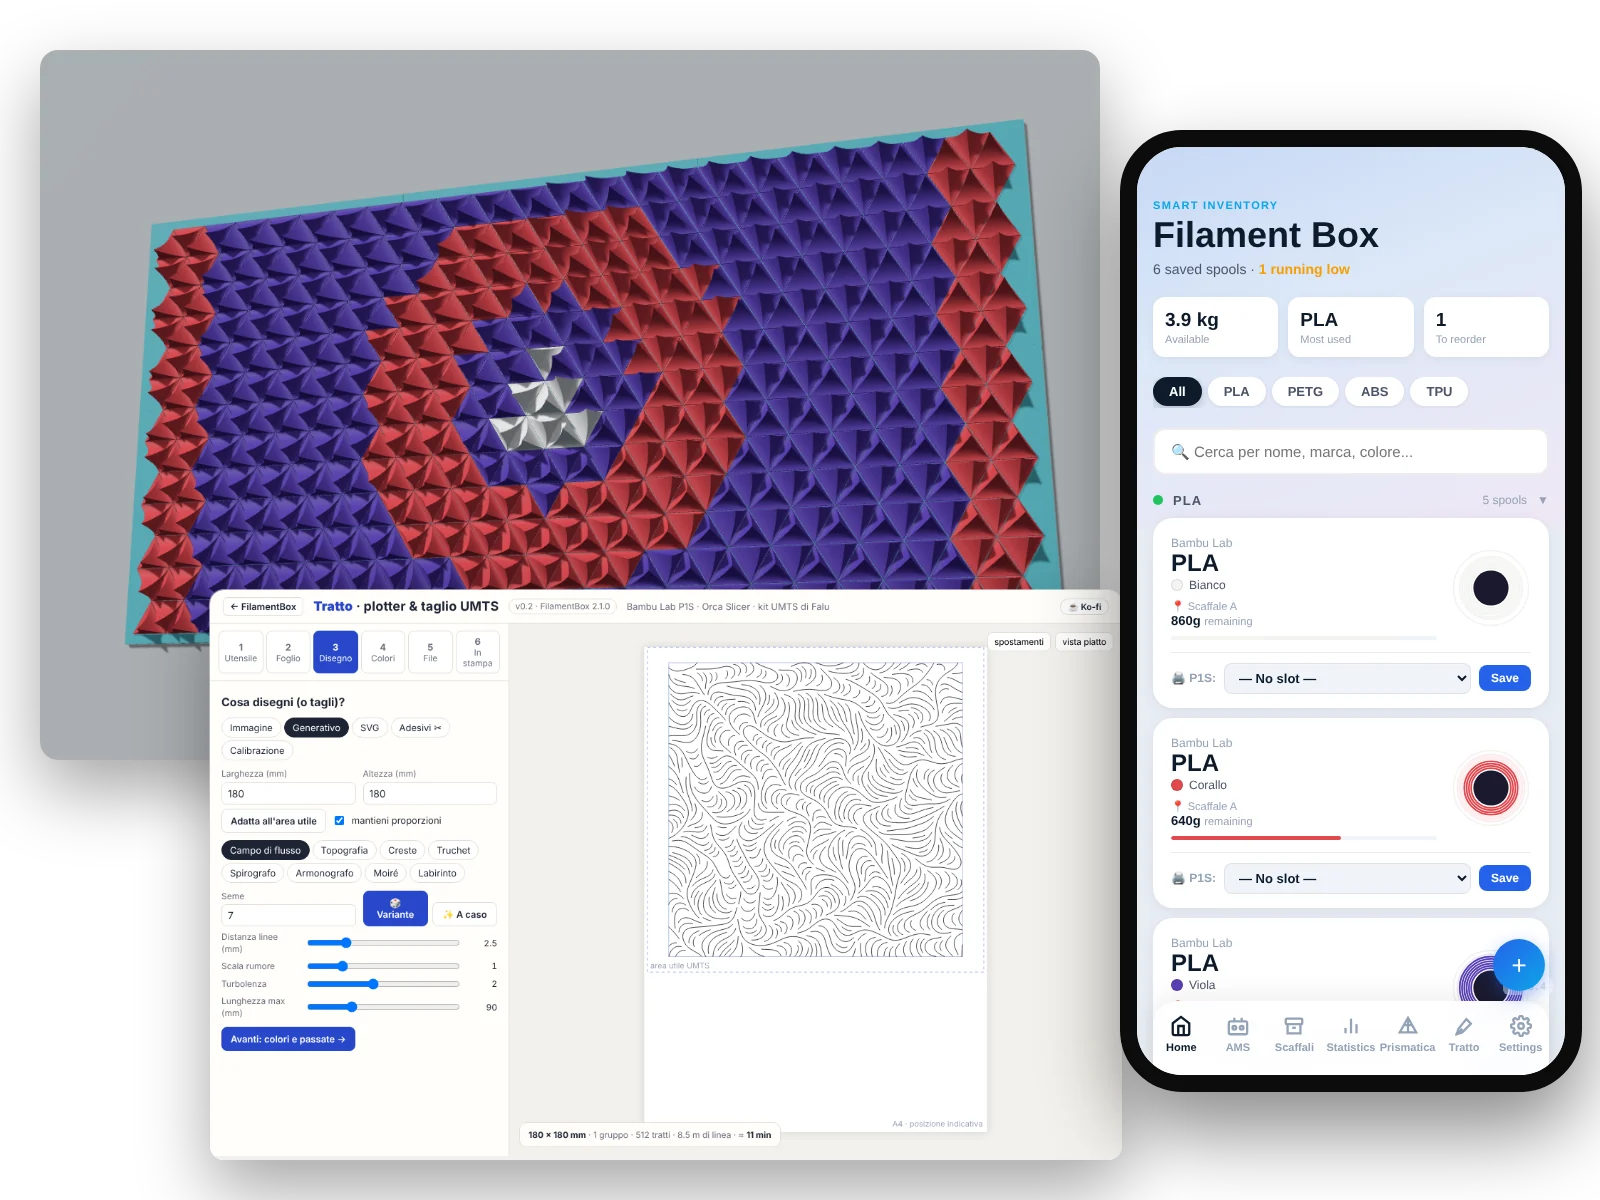 ← FilamentBox
Tratto · plotter & taglio UMTS
v0.2 · FilamentBox 2.1.0
Bambu Lab P1S · Orca Slicer · kit UMTS di Falu
☕ Ko-fi
1 Utensile
2 Foglio
3 Disegno
4 Colori
5 File
6 In stampa
spostamenti
vista piatto
Cosa disegni (o tagli)?
Immagine
Generativo
SVG
Adesivi ✂
Calibrazione
Larghezza (mm)
Altezza (mm)
180
180
Adatta all'area utile
mantieni proporzioni
Campo di flusso
Topografia
Creste
Truchet
Spirografo
Armonografo
Moiré
Labirinto
Seme
7
🎲 Variante
✨ A caso
Distanza linee (mm)
2.5
Scala rumore
1
Turbolenza
2
Lunghezza max (mm)
90
Avanti: colori e passate →
area utile UMTS
A4 · posizione indicativa
180 × 180 mm · 1 gruppo · 512 tratti · 8.5 m di linea · ≈ 11 min
SMART INVENTORY
Filament Box
6 saved spools · 1 running low
3.9 kg
Available
PLA
Most used
1
To reorder
All
PLA
PETG
ABS
TPU
🔍 Cerca per nome, marca, colore...
PLA
5 spools ▼
Bambu Lab
PLA
Bianco
📍 Scaffale A
860g remaining
🖨️ P1S:
— No slot —
Save
Bambu Lab
PLA
Corallo
📍 Scaffale A
640g remaining
🖨️ P1S:
— No slot —
Save
Bambu Lab
PLA
Viola
+
Home
AMS
Scaffali
Statistics
Prismatica
Tratto
Settings